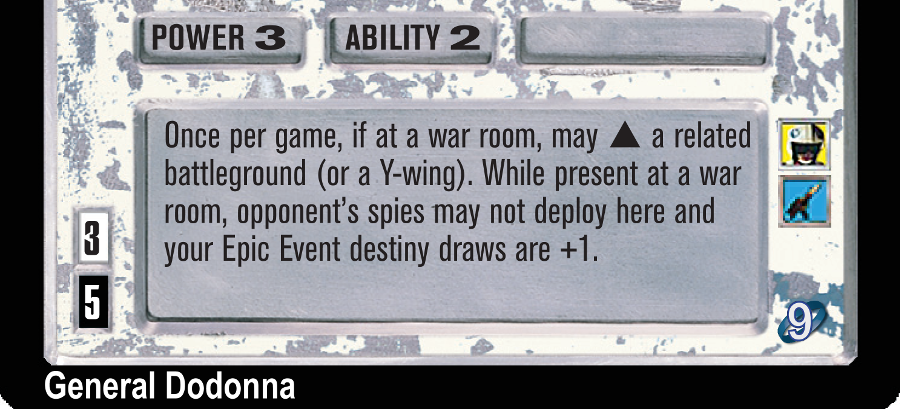 POWER 3 ABILITY 2
Once per game, if at a war room, may ▲ a related
battleground (or a Y-wing). While present at a war
room, opponent's spies may not deploy here and
your Epic Event destiny draws are +1.
3
5
9
General Dodonna